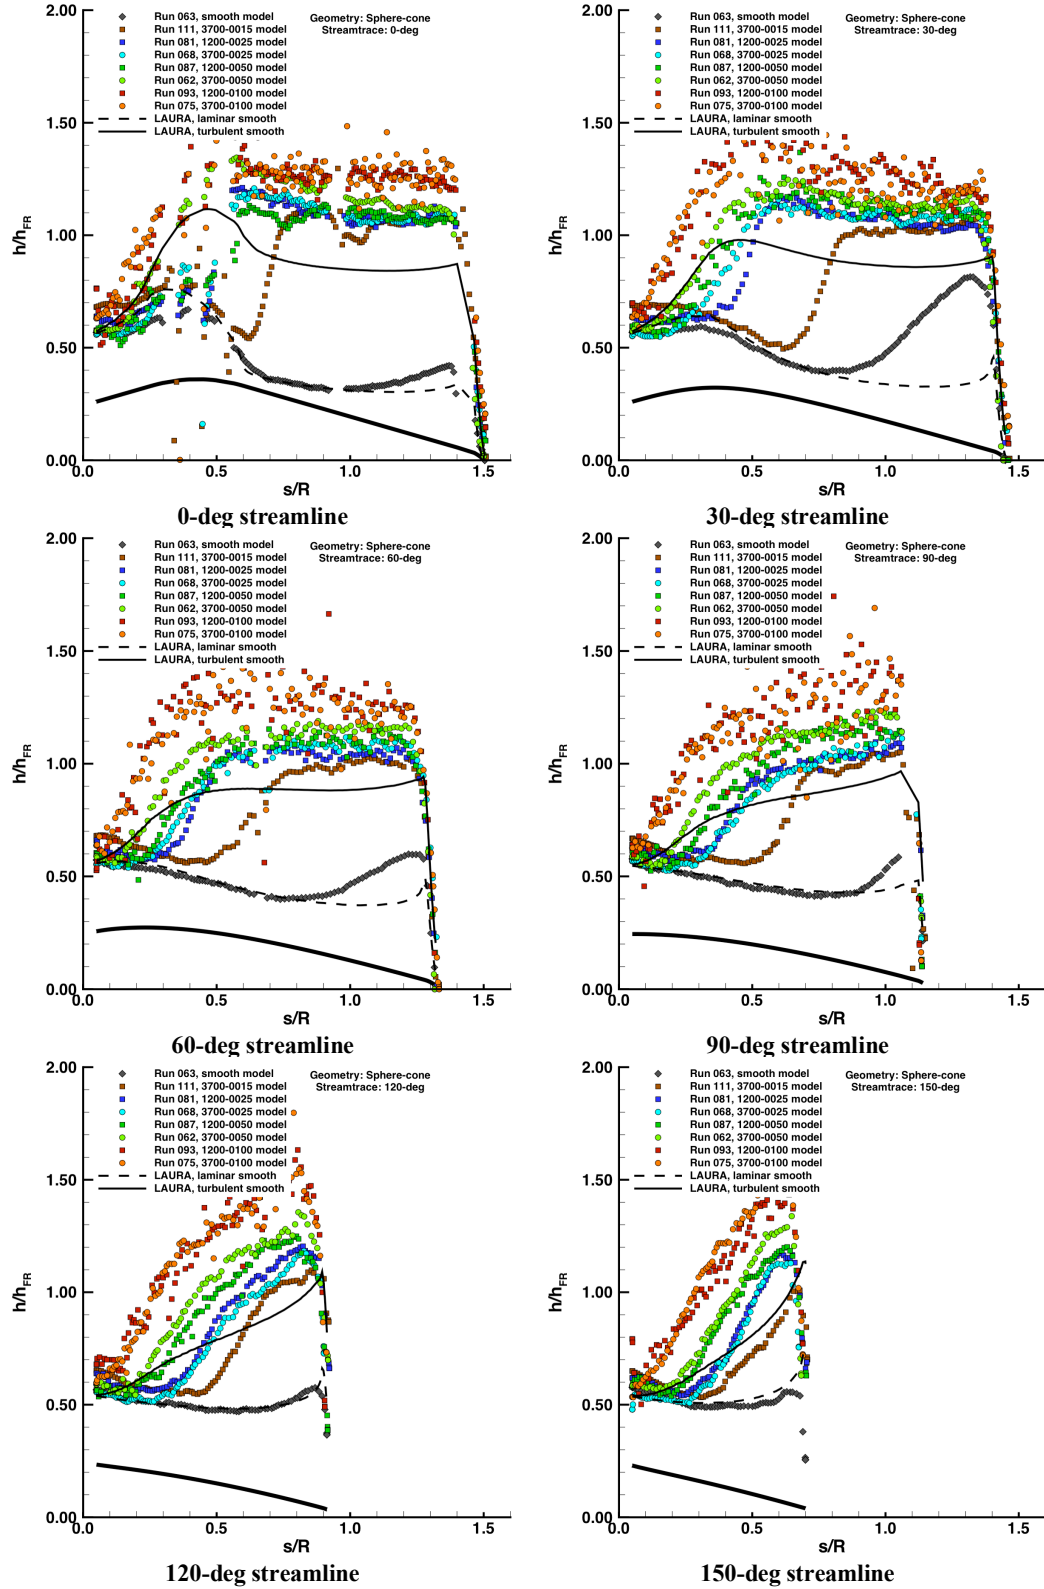 2.00
1.50
1.00
0.50
0.00
h/hFR
Run 063, smooth model
Run 111, 3700-0015 model
Run 081, 1200-0025 model
Run 068, 3700-0025 model
Run 087, 1200-0050 model
Run 062, 3700-0050 model
Run 093, 1200-0100 model
Run 075, 3700-0100 model
LAURA, laminar smooth
LAURA, turbulent smooth
Geometry: Sphere-cone
Streamtrace: 0-deg
0.0 0.5 1.0 1.5
s/R
0-deg streamline
2.00
1.50
1.00
0.50
0.00
h/hFR
Run 063, smooth model
Run 111, 3700-0015 model
Run 081, 1200-0025 model
Run 068, 3700-0025 model
Run 087, 1200-0050 model
Run 062, 3700-0050 model
Run 093, 1200-0100 model
Run 075, 3700-0100 model
LAURA, laminar smooth
LAURA, turbulent smooth
Geometry: Sphere-cone
Streamtrace: 30-deg
0.0 0.5 1.0 1.5
s/R
30-deg streamline
2.00
1.50
1.00
0.50
0.00
h/hFR
Run 063, smooth model
Run 111, 3700-0015 model
Run 081, 1200-0025 model
Run 068, 3700-0025 model
Run 087, 1200-0050 model
Run 062, 3700-0050 model
Run 093, 1200-0100 model
Run 075, 3700-0100 model
LAURA, laminar smooth
LAURA, turbulent smooth
Geometry: Sphere-cone
Streamtrace: 60-deg
0.0 0.5 1.0 1.5
s/R
60-deg streamline
2.00
1.50
1.00
0.50
0.00
h/hFR
Run 063, smooth model
Run 111, 3700-0015 model
Run 081, 1200-0025 model
Run 068, 3700-0025 model
Run 087, 1200-0050 model
Run 062, 3700-0050 model
Run 093, 1200-0100 model
Run 075, 3700-0100 model
LAURA, laminar smooth
LAURA, turbulent smooth
Geometry: Sphere-cone
Streamtrace: 90-deg
0.0 0.5 1.0 1.5
s/R
90-deg streamline
2.00
1.50
1.00
0.50
0.00
h/hFR
Run 063, smooth model
Run 111, 3700-0015 model
Run 081, 1200-0025 model
Run 068, 3700-0025 model
Run 087, 1200-0050 model
Run 062, 3700-0050 model
Run 093, 1200-0100 model
Run 075, 3700-0100 model
LAURA, laminar smooth
LAURA, turbulent smooth
Geometry: Sphere-cone
Streamtrace: 120-deg
0.0 0.5 1.0 1.5
s/R
120-deg streamline
2.00
1.50
1.00
0.50
0.00
h/hFR
Run 063, smooth model
Run 111, 3700-0015 model
Run 081, 1200-0025 model
Run 068, 3700-0025 model
Run 087, 1200-0050 model
Run 062, 3700-0050 model
Run 093, 1200-0100 model
Run 075, 3700-0100 model
LAURA, laminar smooth
LAURA, turbulent smooth
Geometry: Sphere-cone
Streamtrace: 150-deg
0.0 0.5 1.0 1.5
s/R
150-deg streamline